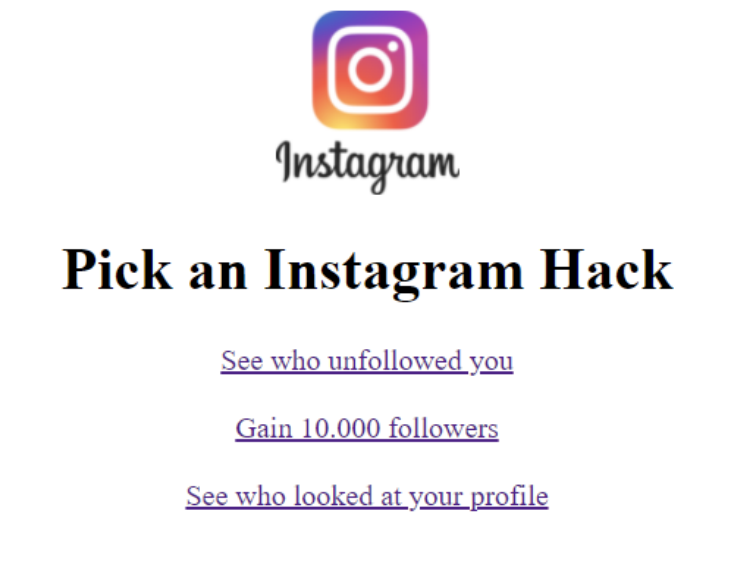 Instagram
Pick an Instagram Hack
See who unfollowed you
Gain 10.000 followers
See who looked at your profile